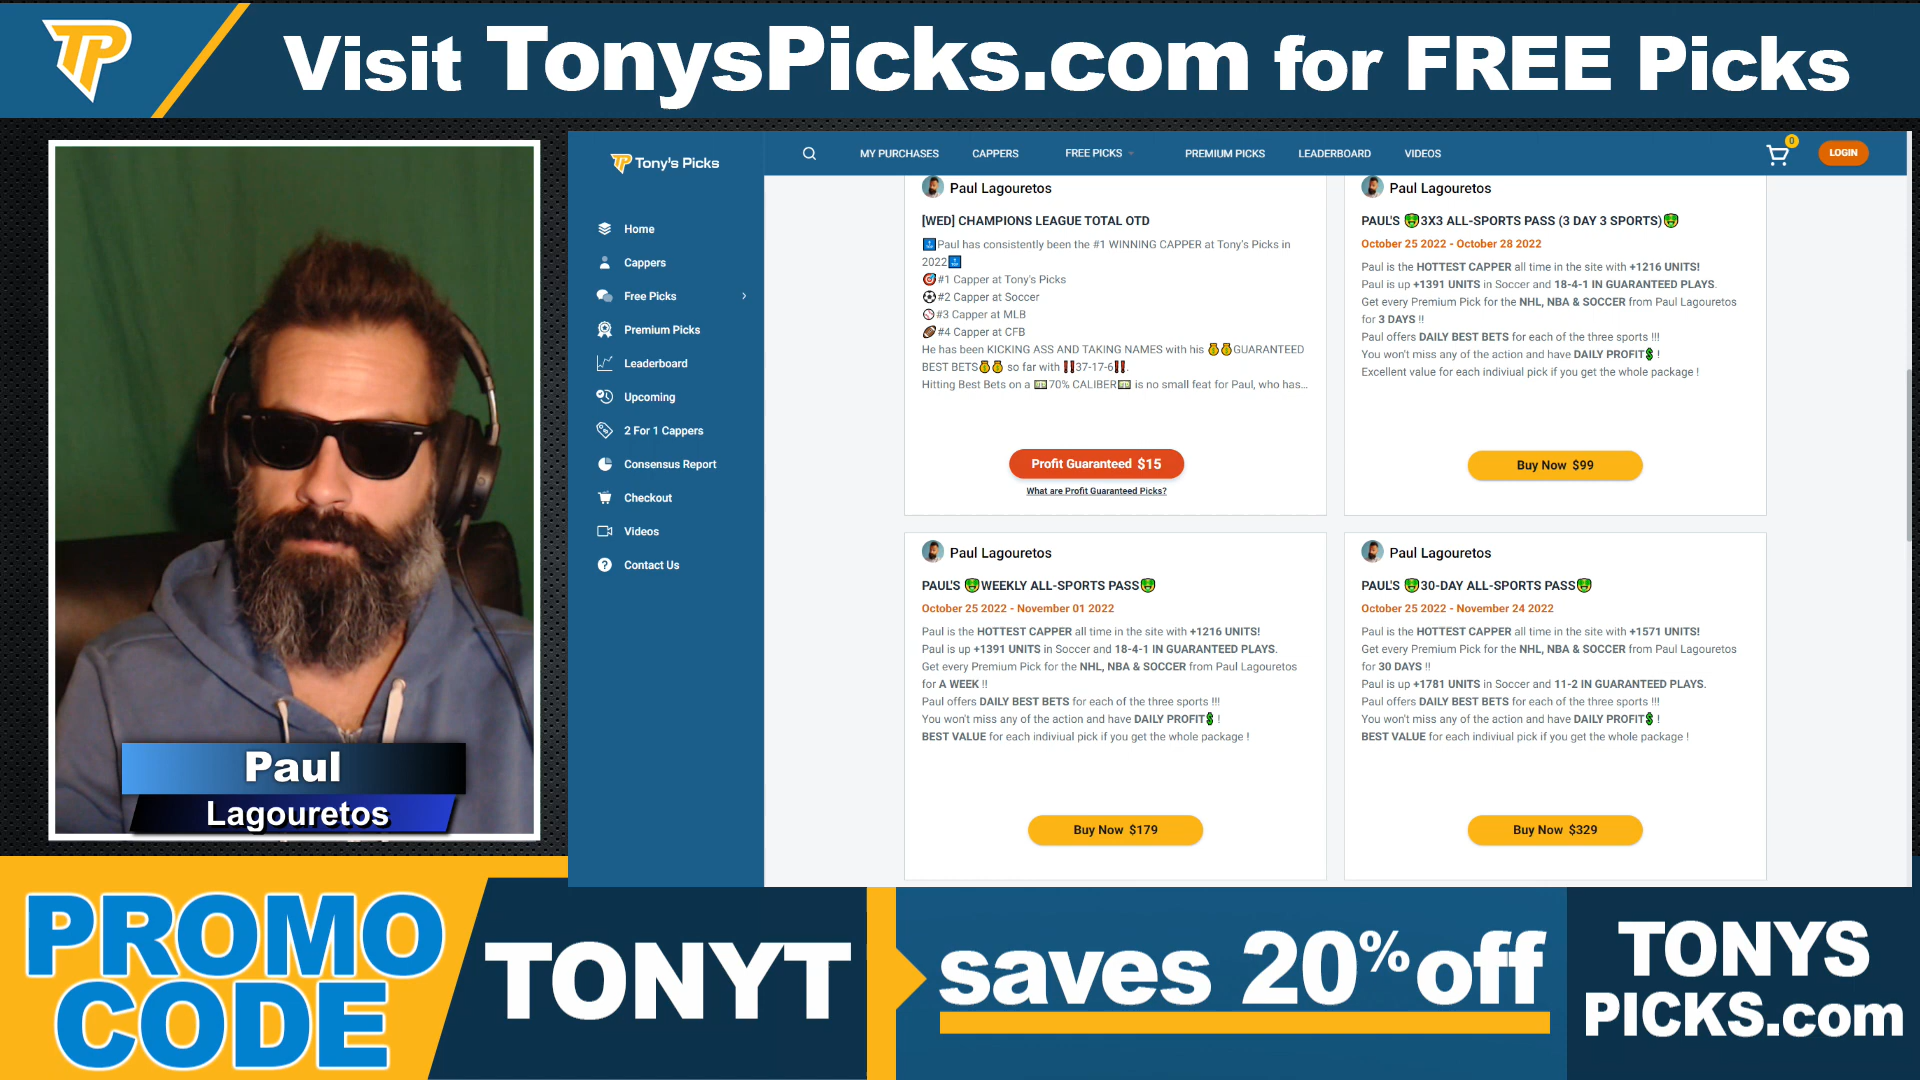 TP
Visit TonysPicks.com for FREE Picks
Paul
Lagouretos
TP Tony's Picks
Home
Cappers
Free Picks
Premium Picks
Leaderboard
Upcoming
2 For 1 Cappers
Consensus Report
Checkout
Videos
Contact Us
MY PURCHASES
CAPPERS
FREE PICKS
PREMIUM PICKS
LEADERBOARD
VIDEOS
0
LOGIN
Paul Lagouretos
[WED] CHAMPIONS LEAGUE TOTAL OTD
Paul has consistently been the #1 WINNING CAPPER at Tony's Picks in
2022
#1 Capper at Tony's Picks
#2 Capper at Soccer
#3 Capper at MLB
#4 Capper at CFB
He has been KICKING ASS AND TAKING NAMES with his 🥇🥇GUARANTEED
BEST BETS🥇🥇 so far with ‼️37-17-6‼️.
Hitting Best Bets on a 💵70% CALIBER💵 is no small feat for Paul, who has...
Profit Guaranteed $15
What are Profit Guaranteed Picks?
Paul Lagouretos
PAUL'S 🤑3X3 ALL-SPORTS PASS (3 DAY 3 SPORTS)🤑
October 25 2022 - October 28 2022
Paul is the HOTTEST CAPPER all time in the site with +1216 UNITS!
Paul is up +1391 UNITS in Soccer and 18-4-1 IN GUARANTEED PLAYS.
Get every Premium Pick for the NHL, NBA & SOCCER from Paul Lagouretos
for 3 DAYS !!
Paul offers DAILY BEST BETS for each of the three sports !!!
You won't miss any of the action and have DAILY PROFIT💲 !
Excellent value for each indiviual pick if you get the whole package !
Buy Now $99
Paul Lagouretos
PAUL'S 🤑WEEKLY ALL-SPORTS PASS🤑
October 25 2022 - November 01 2022
Paul is the HOTTEST CAPPER all time in the site with +1216 UNITS!
Paul is up +1391 UNITS in Soccer and 18-4-1 IN GUARANTEED PLAYS.
Get every Premium Pick for the NHL, NBA & SOCCER from Paul Lagouretos
for A WEEK !!
Paul offers DAILY BEST BETS for each of the three sports !!!
You won't miss any of the action and have DAILY PROFIT💲 !
BEST VALUE for each indiviual pick if you get the whole package !
Buy Now $179
Paul Lagouretos
PAUL'S 🤑30-DAY ALL-SPORTS PASS🤑
October 25 2022 - November 24 2022
Paul is the HOTTEST CAPPER all time in the site with +1571 UNITS!
Get every Premium Pick for the NHL, NBA & SOCCER from Paul Lagouretos
for 30 DAYS !!
Paul is up +1781 UNITS in Soccer and 11-2 IN GUARANTEED PLAYS.
Paul offers DAILY BEST BETS for each of the three sports !!!
You won't miss any of the action and have DAILY PROFIT💲 !
BEST VALUE for each indiviual pick if you get the whole package !
Buy Now $329
PROMO
CODE
TONYT
saves 20% off
TONYS
PICKS.com